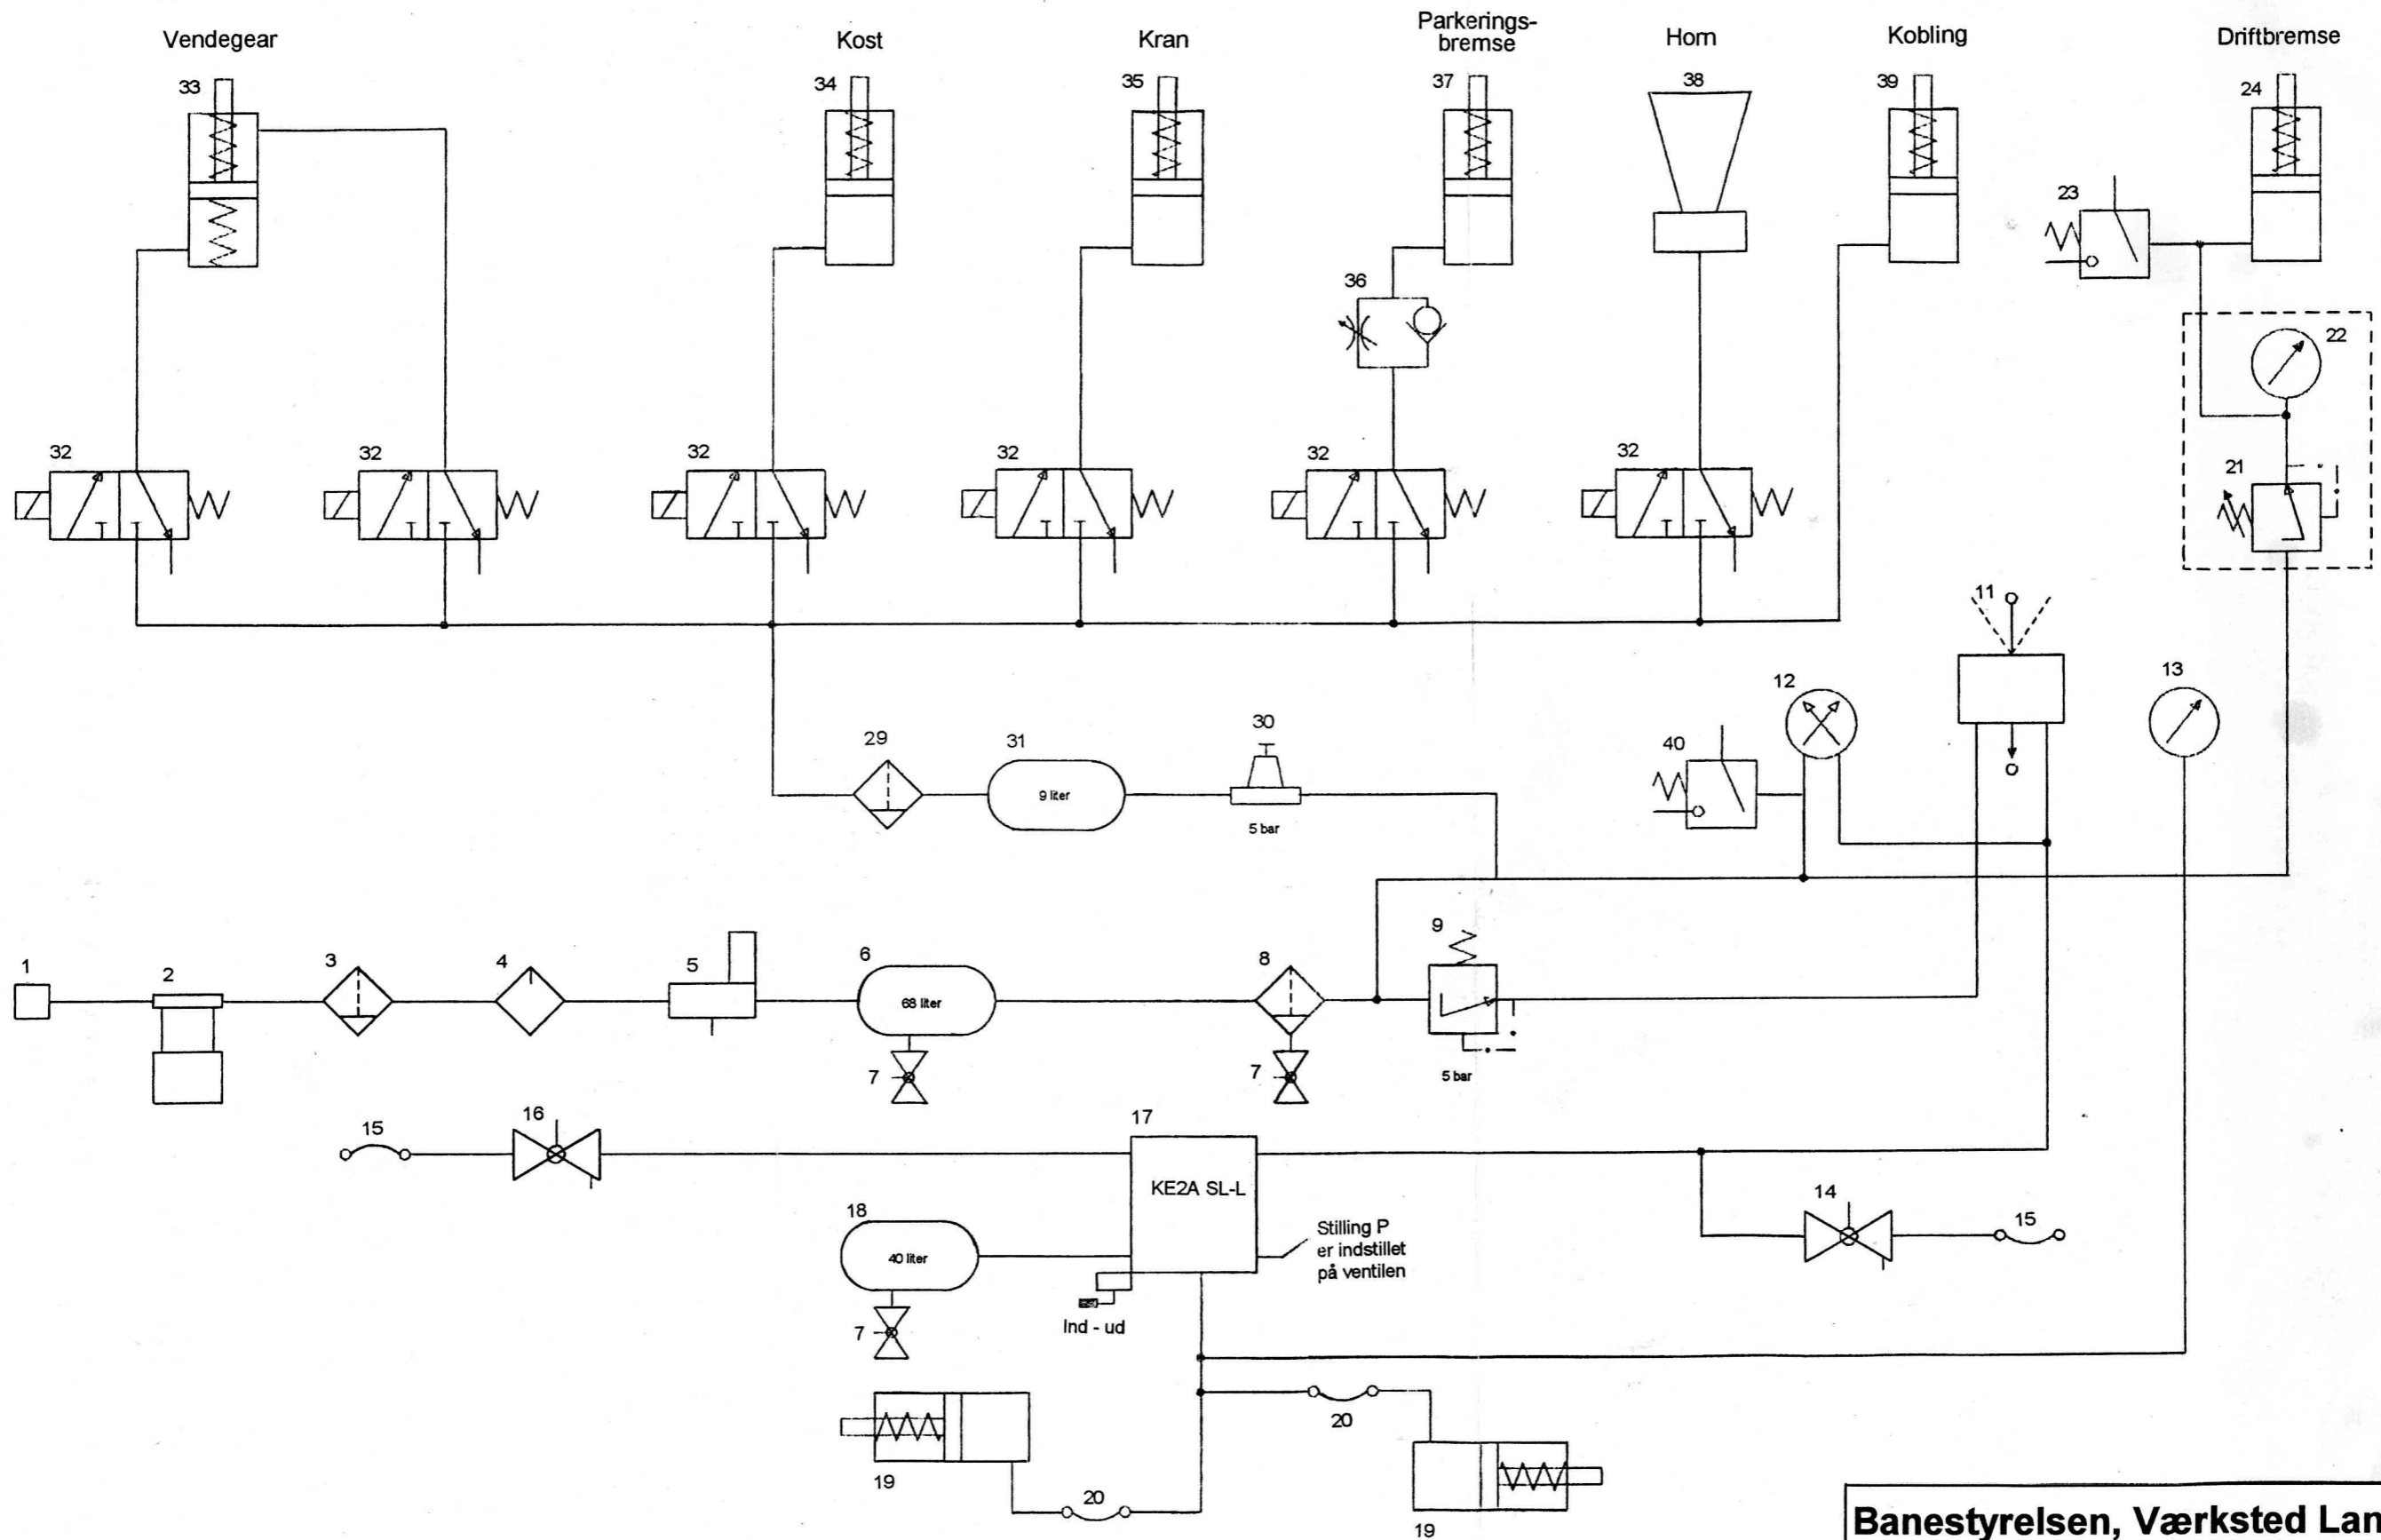 Vendegear
Kost
Kran
Parkerings-
bremse
Horn
Kobling
Driftbremse
33
34
35
37
38
39
24
23
36
22
32
32
32
32
32
32
21
11
12
13
29
31
30
40
9 liter
5 bar
9
1
2
3
4
5
6
8
68 liter
7
7
5 bar
15
16
17
KE2A SL-L
14
15
18
40 liter
Stilling P
er indstillet
på ventilen
7
Ind - ud
20
19
20
19
Banestyrelsen, Værksted Lan